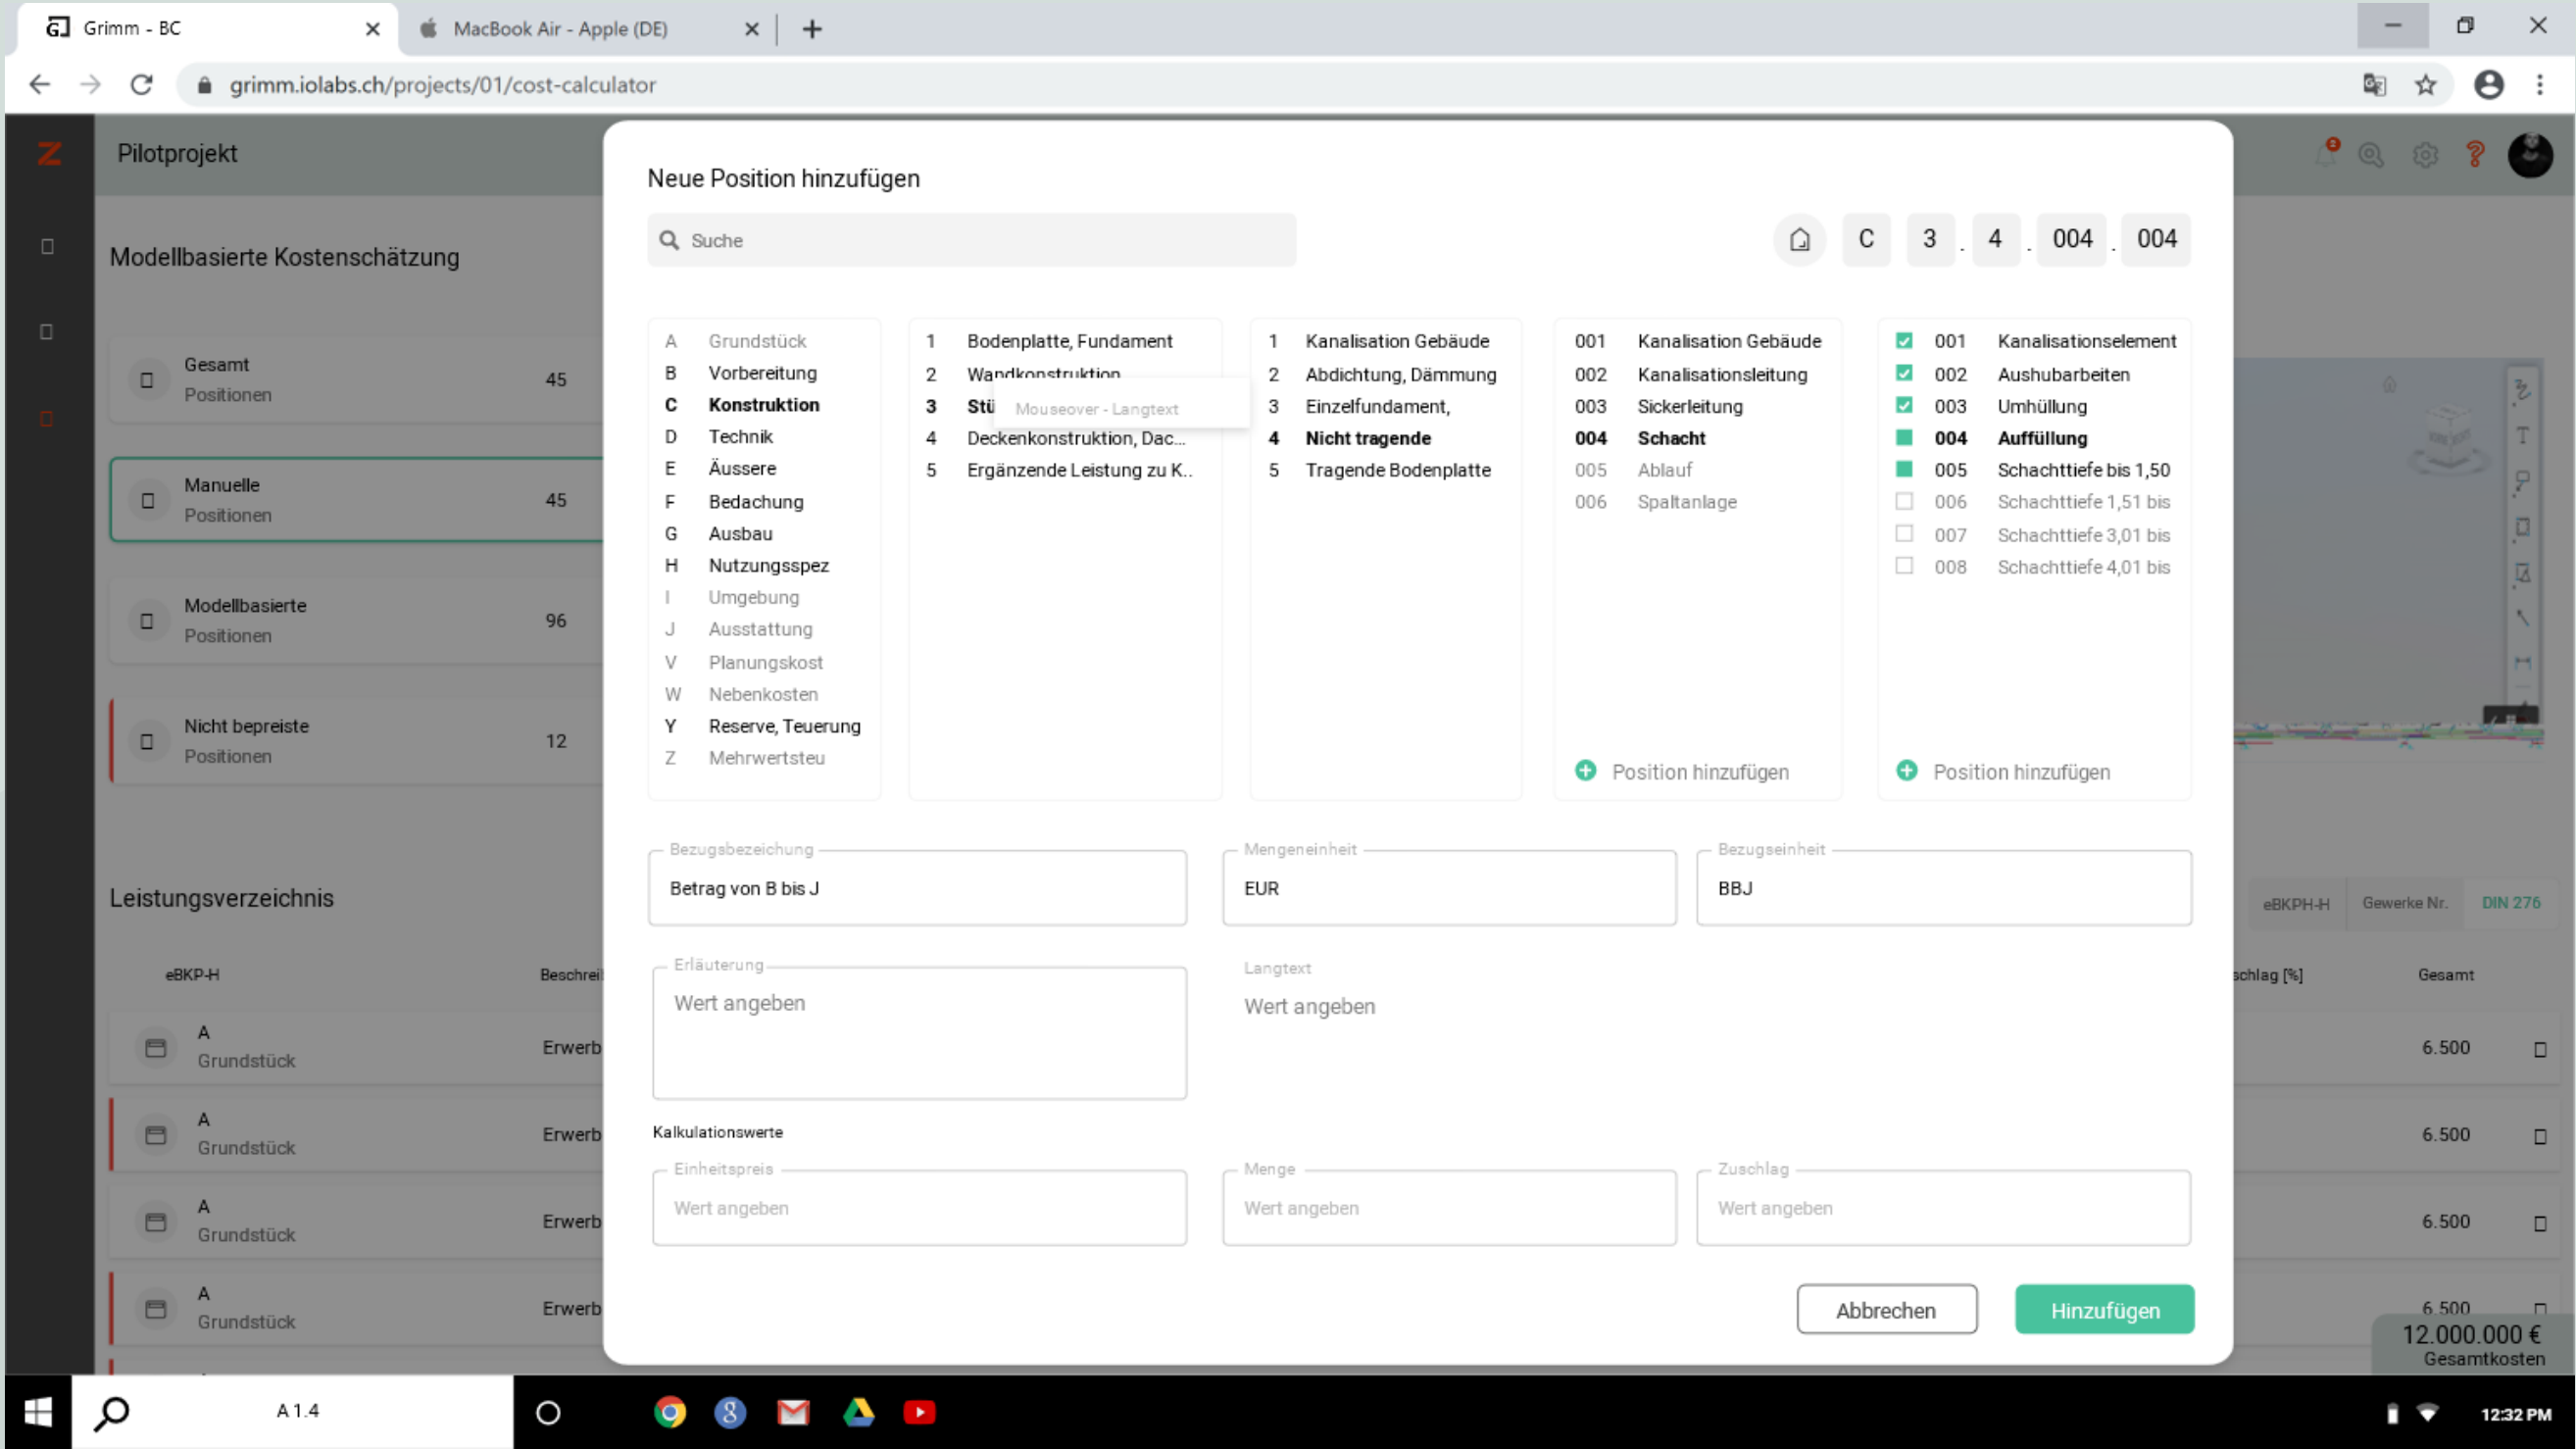 Grimm - BC
MacBook Air - Apple (DE)
grimm.iolabs.ch/projects/01/cost-calculator
Pilotprojekt
2
Modellbasierte Kostenschätzung
Gesamt
Positionen
45
Manuelle
Positionen
45
Modellbasierte
Positionen
96
Nicht bepreiste
Positionen
12
Leistungsverzeichnis
eBKPH-H
Gewerke Nr.
DIN 276
eBKP-H
Beschrei
schlag [%]
Gesamt
A
Grundstück
Erwerb
6.500
A
Grundstück
Erwerb
6.500
A
Grundstück
Erwerb
6.500
A
Grundstück
Erwerb
6.500
12.000.000 €
Gesamtkosten
Neue Position hinzufügen
Suche
C 3 . 4 . 004 . 004
A Grundstück
B Vorbereitung
C Konstruktion
D Technik
E Äussere
F Bedachung
G Ausbau
H Nutzungsspez
I Umgebung
J Ausstattung
V Planungskost
W Nebenkosten
Y Reserve, Teuerung
Z Mehrwertsteu
1 Bodenplatte, Fundament
2 Wandkonstruktion
3 Stü
Mouseover - Langtext
4 Deckenkonstruktion, Dac...
5 Ergänzende Leistung zu K..
1 Kanalisation Gebäude
2 Abdichtung, Dämmung
3 Einzelfundament,
4 Nicht tragende
5 Tragende Bodenplatte
001 Kanalisation Gebäude
002 Kanalisationsleitung
003 Sickerleitung
004 Schacht
005 Ablauf
006 Spaltanlage
Position hinzufügen
001 Kanalisationselement
002 Aushubarbeiten
003 Umhüllung
004 Auffüllung
005 Schachttiefe bis 1,50
006 Schachttiefe 1,51 bis
007 Schachttiefe 3,01 bis
008 Schachttiefe 4,01 bis
Position hinzufügen
Bezugsbezeichung
Betrag von B bis J
Mengeneinheit
EUR
Bezugseinheit
BBJ
Erläuterung
Wert angeben
Langtext
Wert angeben
Kalkulationswerte
Einheitspreis
Wert angeben
Menge
Wert angeben
Zuschlag
Wert angeben
Abbrechen
Hinzufügen
A 1.4
12:32 PM